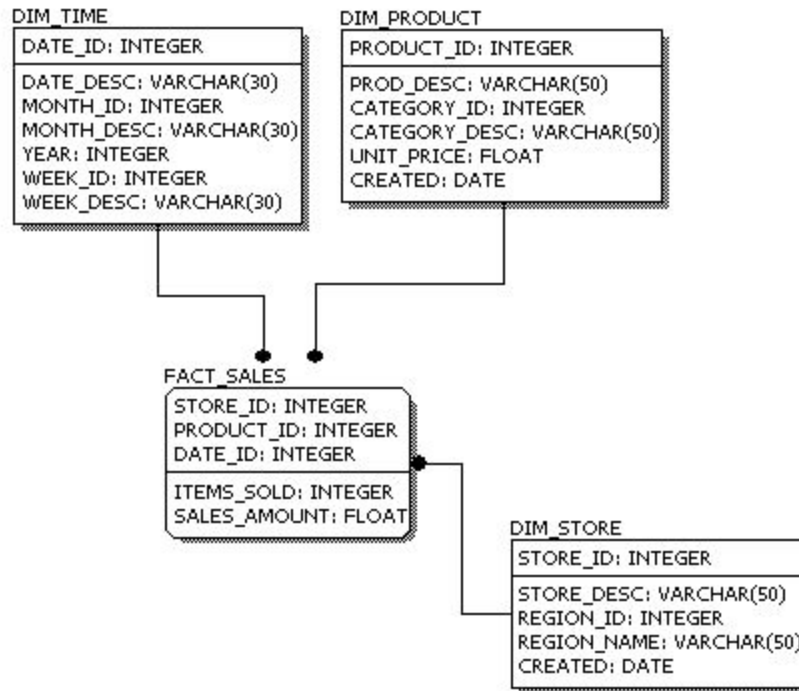 DIM_TIME
DATE_ID: INTEGER
DATE_DESC: VARCHAR(30)
MONTH_ID: INTEGER
MONTH_DESC: VARCHAR(30)
YEAR: INTEGER
WEEK_ID: INTEGER
WEEK_DESC: VARCHAR(30)
DIM_PRODUCT
PRODUCT_ID: INTEGER
PROD_DESC: VARCHAR(50)
CATEGORY_ID: INTEGER
CATEGORY_DESC: VARCHAR(50)
UNIT_PRICE: FLOAT
CREATED: DATE
FACT_SALES
STORE_ID: INTEGER
PRODUCT_ID: INTEGER
DATE_ID: INTEGER
ITEMS_SOLD: INTEGER
SALES_AMOUNT: FLOAT
DIM_STORE
STORE_ID: INTEGER
STORE_DESC: VARCHAR(50)
REGION_ID: INTEGER
REGION_NAME: VARCHAR(50)
CREATED: DATE